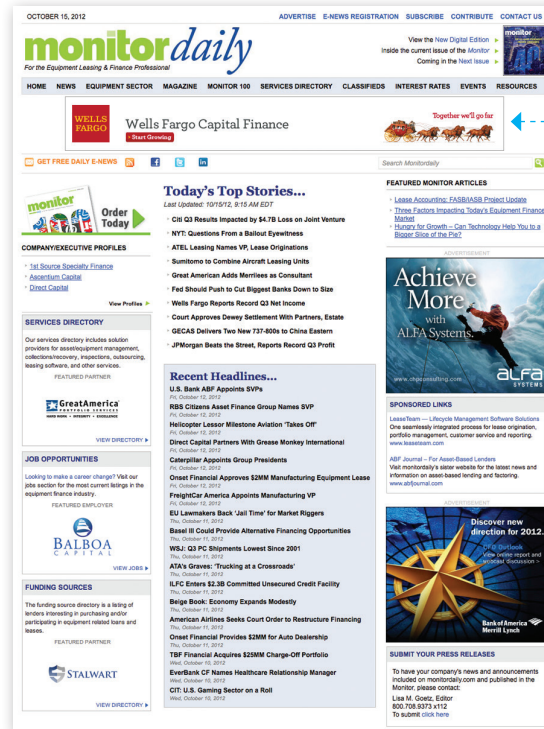 OCTOBER 15, 2012
ADVERTISE E-NEWS REGISTRATION SUBSCRIBE CONTRIBUTE CONTACT US
monitordaily
For the Equipment Leasing & Finance Professional
View the New Digital Edition
Inside the current issue of the Monitor
Coming in the Next Issue
monitor
HOME NEWS EQUIPMENT SECTOR MAGAZINE MONITOR 100 SERVICES DIRECTORY CLASSIFIEDS INTEREST RATES EVENTS RESOURCES
WELLS
FARGO
Wells Fargo Capital Finance
Start Growing
Together we'll go far
GET FREE DAILY E-NEWS
Search Monitordaily
monitor
Order
Today
COMPANY/EXECUTIVE PROFILES
1st Source Specialty Finance
Ascentium Capital
Direct Capital
View Profiles
SERVICES DIRECTORY
Our services directory includes solution
providers for asset/equipment management,
collections/recovery, inspections, outsourcing,
leasing software, and other services.
FEATURED PARTNER
GreatAmerica
PORTFOLIO SERVICES
HARD WORK • INTEGRITY • EXCELLENCE
VIEW DIRECTORY
JOB OPPORTUNITIES
Looking to make a career change? Visit our
jobs section for the most current listings in the
equipment finance industry.
FEATURED EMPLOYER
BALBOA
CAPITAL
VIEW JOBS
FUNDING SOURCES
The funding source directory is a listing of
lenders interesting in purchasing and/or
participating in equipment related loans and
leases.
FEATURED PARTNER
STALWART
VIEW DIRECTORY
Today's Top Stories...
Last Updated: 10/15/12, 9:15 AM EDT
Citi Q3 Results Impacted by $4.7B Loss on Joint Venture
NYT: Questions From a Bailout Eyewitness
ATEL Leasing Names VP, Lease Originations
Sumitomo to Combine Aircraft Leasing Units
Great American Adds Merrilees as Consultant
Fed Should Push to Cut Biggest Banks Down to Size
Wells Fargo Reports Record Q3 Net Income
Court Approves Dewey Settlement With Partners, Estate
GECAS Delivers Two New 737-800s to China Eastern
JPMorgan Beats the Street, Reports Record Q3 Profit
Recent Headlines...
U.S. Bank ABF Appoints SVPs
Fri, October 12, 2012
RBS Citizens Asset Finance Group Names SVP
Fri, October 12, 2012
Helicopter Lessor Milestone Aviation 'Takes Off'
Fri, October 12, 2012
Direct Capital Partners With Grease Monkey International
Fri, October 12, 2012
Caterpillar Appoints Group Presidents
Fri, October 12, 2012
Onset Financial Approves $2MM Manufacturing Equipment Lease
Fri, October 12, 2012
FreightCar America Appoints Manufacturing VP
Fri, October 12, 2012
EU Lawmakers Back 'Jail Time' for Market Riggers
Thu, October 11, 2012
Basel III Could Provide Alternative Financing Opportunities
Thu, October 11, 2012
WSJ: Q3 PC Shipments Lowest Since 2001
Thu, October 11, 2012
ATA's Graves: 'Trucking at a Crossroads'
Thu, October 11, 2012
ILFC Enters $2.3B Committed Unsecured Credit Facility
Thu, October 11, 2012
Beige Book: Economy Expands Modestly
Thu, October 11, 2012
American Airlines Seeks Court Order to Restructure Financing
Thu, October 11, 2012
Onset Financial Provides $2MM for Auto Dealership
Thu, October 11, 2012
TBF Financial Acquires $25MM Charge-Off Portfolio
Wed, October 10, 2012
EverBank CF Names Healthcare Relationship Manager
Wed, October 10, 2012
CIT: U.S. Gaming Sector on a Roll
Wed, October 10, 2012
FEATURED MONITOR ARTICLES
Lease Accounting: FASB/IASB Project Update
Three Factors Impacting Today's Equipment Finance
Market
Hungry for Growth – Can Technology Help You to a
Bigger Slice of the Pie?
ADVERTISEMENT
Achieve
More
with
ALFA Systems.
www.chpconsulting.com
aLFa
SYSTEMS
SPONSORED LINKS
LeaseTeam — Lifecycle Management Software Solutions
One seamlessly integrated process for lease origination,
portfolio management, customer service and reporting.
www.leaseteam.com
ABF Journal – For Asset-Based Lenders
Visit monitordaily's sister website for the latest news and
information on asset-based lending and factoring.
www.abfjournal.com
ADVERTISEMENT
Discover new
direction for 2012.
CFO Outlook
View online report and
webcast discussion >
Bank of America
Merrill Lynch
SUBMIT YOUR PRESS RELEASES
To have your company's news and announcements
included on monitordaily.com and published in the
Monitor, please contact:
Lisa M. Goetz, Editor
800.708.9373 x112
To submit click here